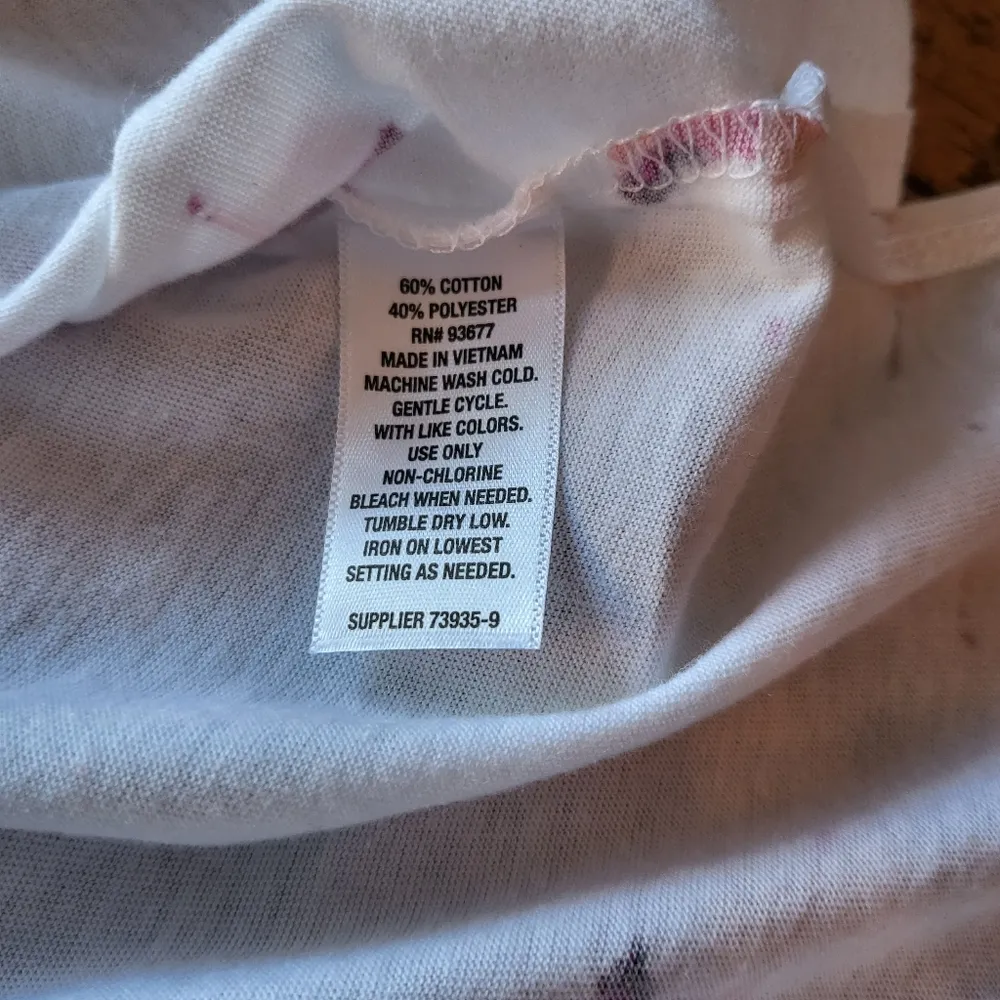 60% COTTON
40% POLYESTER
RN# 93677
MADE IN VIETNAM
MACHINE WASH COLD.
GENTLE CYCLE.
WITH LIKE COLORS.
USE ONLY
NON-CHLORINE
BLEACH WHEN NEEDED.
TUMBLE DRY LOW.
IRON ON LOWEST
SETTING AS NEEDED.
SUPPLIER 73935-9